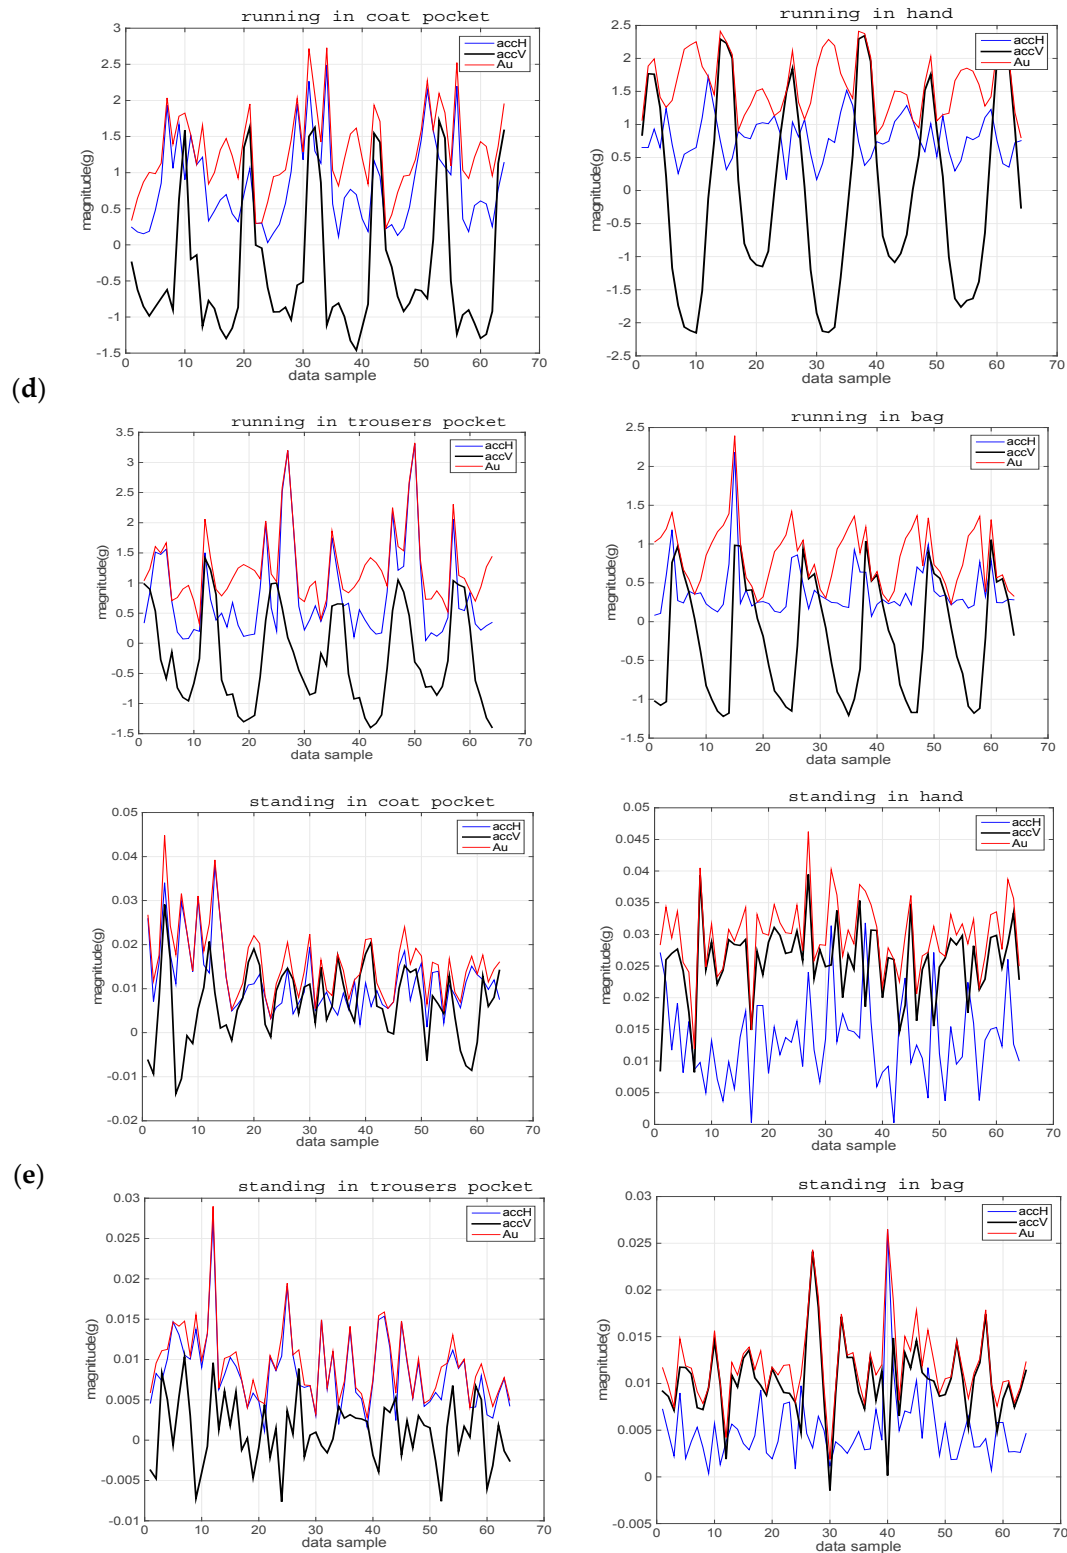 running in coat pocket
3
2.5
2
1.5
1
0.5
0
-0.5
-1
-1.5
magnitude(g)
accH
accV
Au
0 10 20 30 40 50 60 70
data sample
running in hand
2.5
2
1.5
1
0.5
0
-0.5
-1
-1.5
-2
-2.5
magnitude(g)
accH
accV
Au
0 10 20 30 40 50 60 70
data sample
(d)
running in trousers pocket
3.5
3
2.5
2
1.5
1
0.5
0
-0.5
-1
-1.5
magnitude(g)
accH
accV
Au
0 10 20 30 40 50 60 70
data sample
running in bag
2.5
2
1.5
1
0.5
0
-0.5
-1
-1.5
magnitude(g)
accH
accV
Au
0 10 20 30 40 50 60 70
data sample
standing in coat pocket
0.05
0.04
0.03
0.02
0.01
0
-0.01
-0.02
magnitude(g)
accH
accV
Au
0 10 20 30 40 50 60 70
data sample
standing in hand
0.05
0.045
0.04
0.035
0.03
0.025
0.02
0.015
0.01
0.005
0
magnitude(g)
accH
accV
Au
0 10 20 30 40 50 60 70
data sample
(e)
standing in trousers pocket
0.03
0.025
0.02
0.015
0.01
0.005
0
-0.005
-0.01
magnitude(g)
accH
accV
Au
0 10 20 30 40 50 60 70
data sample
standing in bag
0.03
0.025
0.02
0.015
0.01
0.005
0
-0.005
magnitude(g)
accH
accV
Au
0 10 20 30 40 50 60 70
data sample